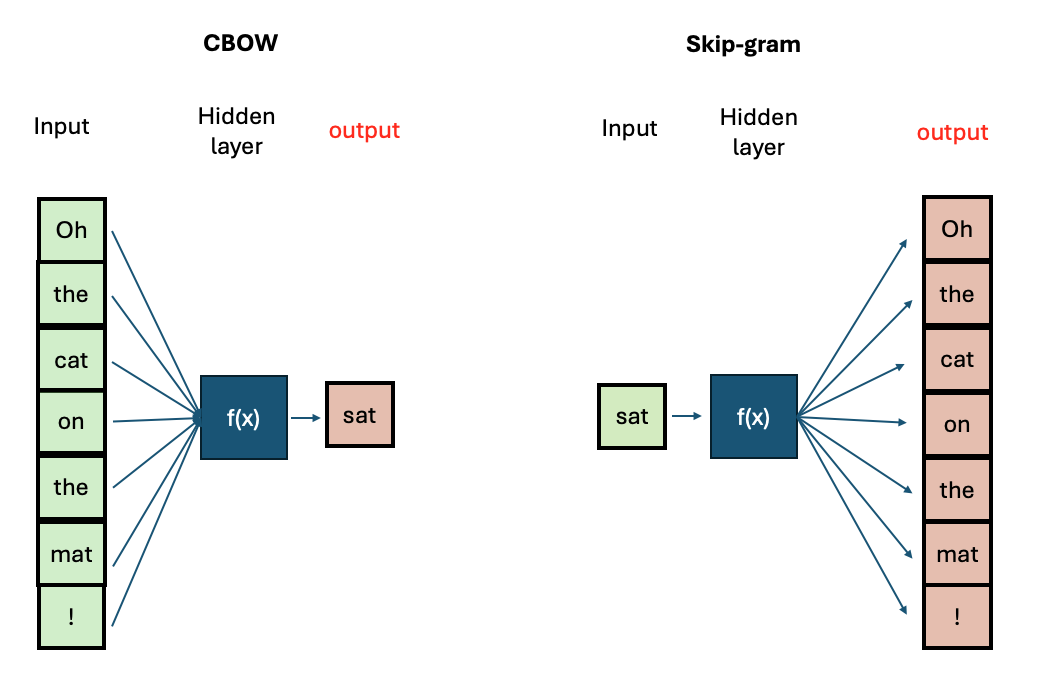 CBOW
Input
Hidden
layer
output
Oh
the
cat
on
the
mat
!
f(x)
sat
Skip-gram
Input
Hidden
layer
output
sat
f(x)
Oh
the
cat
on
the
mat
!